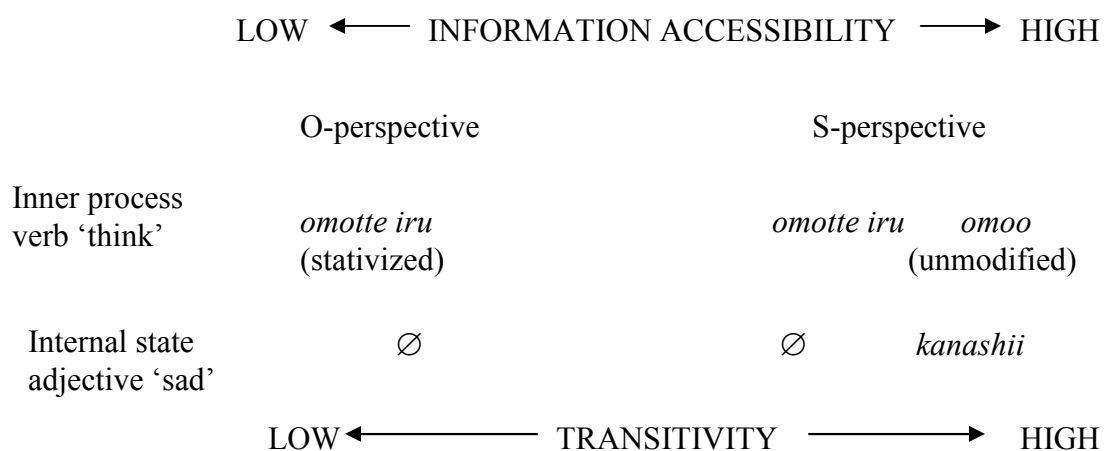 LOW ← INFORMATION ACCESSIBILITY → HIGH
O-perspective S-perspective
Inner process
verb ‘think’ omotte iru omotte iru omoo
(stativized) (unmodified)
Internal state ∅ ∅ kanashii
adjective ‘sad’
LOW ← TRANSITIVITY → HIGH